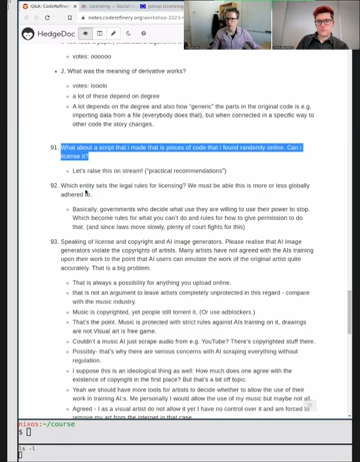 Q&A: CodeRefinery...
Licensing
Social
Group Licensing
notes.coderefinery.org/workshop-2023-
HedgeDoc
votes: oooooo
J. What was the meaning of derivative works?
votes: looolo
a lot of these depend on degree
A lot depends on the degree and also how "generic" the parts in the original code is e.g.
importing data from a file (everybody does that), but when connected in a specific way to
other code the story changes.
91. What about a script that i made that is pieces of code that i found randomly online. Can I
license it?
Let's raise this on stream! ("practical recommendations)
92. Which entity sets the legal rules for licensing? We must be able this is more or less globally
adhered to.
Basically, governments who decide what use they are willing to use their power to stop.
Which become rules for what you can't do and rules for how to give permission to do
that. (and since laws move slowly, plenty of court fights for this)
93. Speaking of license and copyright and AI image generators. Please realise that AI image
generators violate the copyrights of artists. Many artists have not agreed with the AIs training
upon their work to the point that AI users can emulate the work of the original artist quite
accurately. That is a big problem.
That is always a possibility for anything you upload online.
that is not an argument to leave artists completely unprotected in this regard - compare
with the music industry.
Music is copyrighted, yet people still torrent it. (Or use adblockers.)
That's the point. Music is protected with strict rules against AIs training on it, drawings
are not.Visual art is free game.
Couldn't a music AI just scrape audio from e.g. YouTube? There's copyrighted stuff there.
Possibly- that's why there are serious concerns with AI scraping everything without
regulation.
I suppose this is an ideological thing as well: How much does one agree with the
existence of copyright in the first place? But that's a bit off topic.
Yeah we should have more tools for artists to decide whether to allow the use of their
work in training AI:s. Me personally I would allow the use of my music but maybe not all.
Agreed - I as a visual artist do not allow it yet I have no control over it and am forced to
remove my art from the internet in that case.
nixos:~/course
$
ls -l